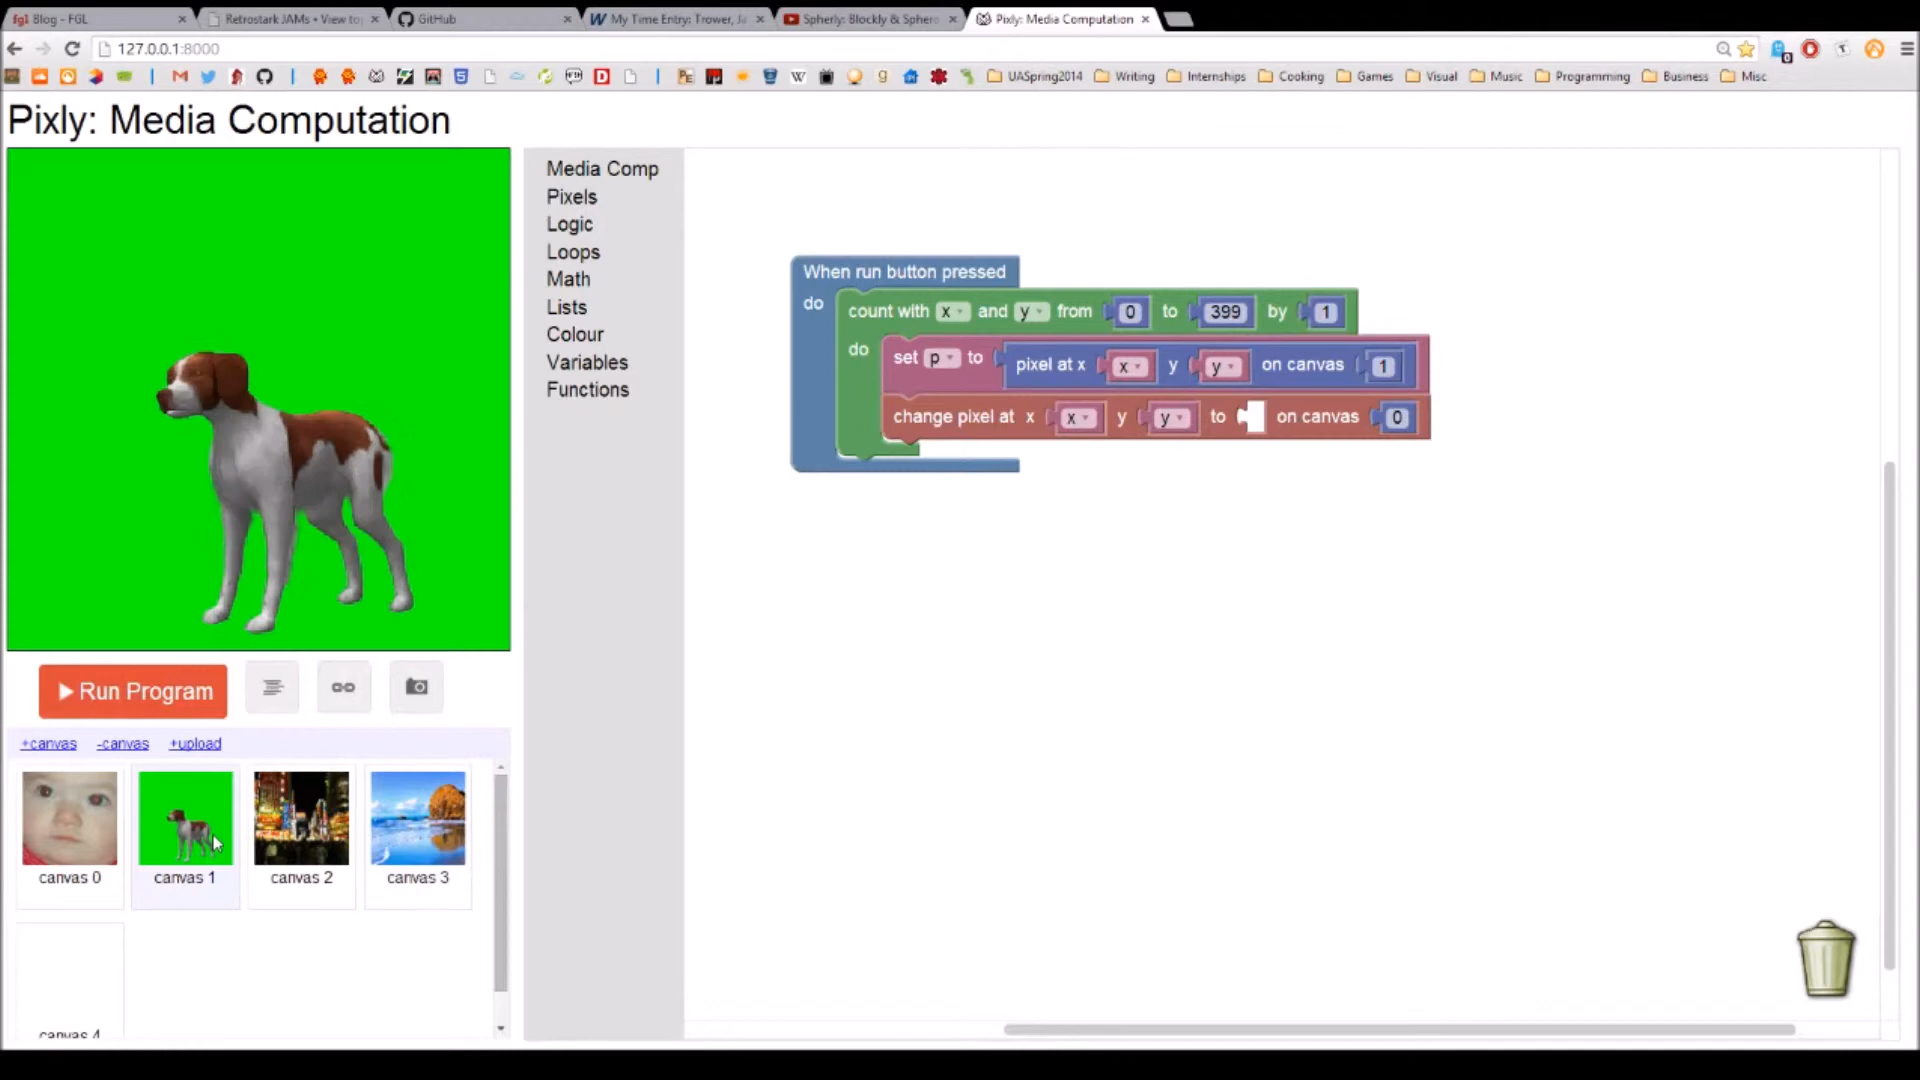 fgl Blog - FGL
Retrostark JAMs • View to
GitHub
My Time Entry: Trower, Ja
Spherly: Blockly & Sphero
Pixly: Media Computation
127.0.0.1:8000
UASpring2014 Writing Internships Cooking Games Visual Music Programming Business Misc
Pixly: Media Computation
Media Comp
Pixels
Logic
Loops
Math
Lists
Colour
Variables
Functions
When run button pressed
do count with x and y from 0 to 399 by 1
do set p to pixel at x x y y on canvas 1
change pixel at x x y y to on canvas 0
Run Program
+canvas -canvas +upload
canvas 0 canvas 1 canvas 2 canvas 3
canvas 4